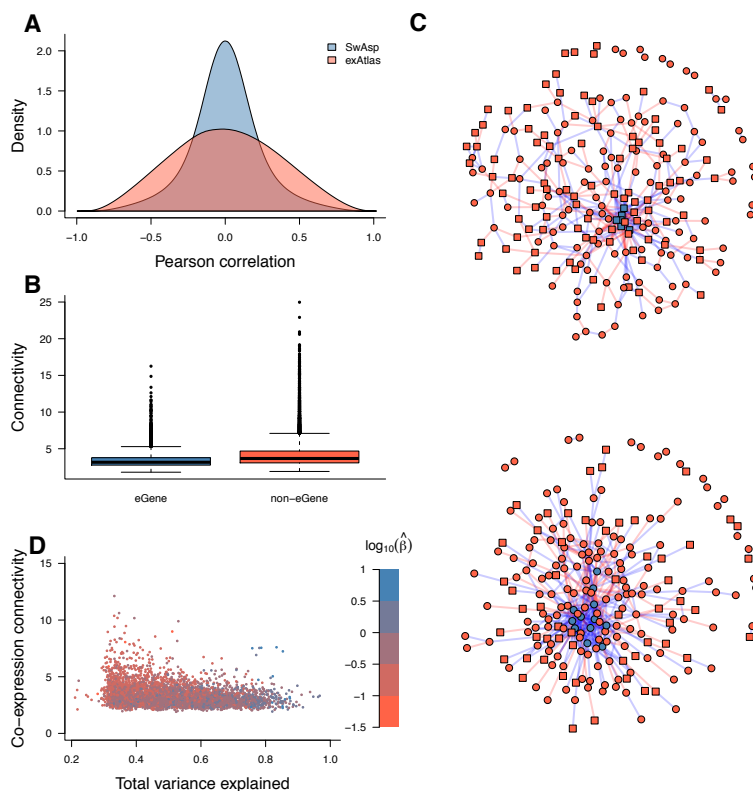 A
C
2.0
1.5
1.0
0.5
0.0
Density
SwAsp
exAtlas
−1.0 −0.5 0.0 0.5 1.0
Pearson correlation
B
25
20
15
10
5
Connectivity
eGene non−eGene
D
log10(β̂)
15
10
5
0
Co−expression connectivity
1
0.5
0
−0.5
−1
−1.5
0.2 0.4 0.6 0.8 1.0
Total variance explained